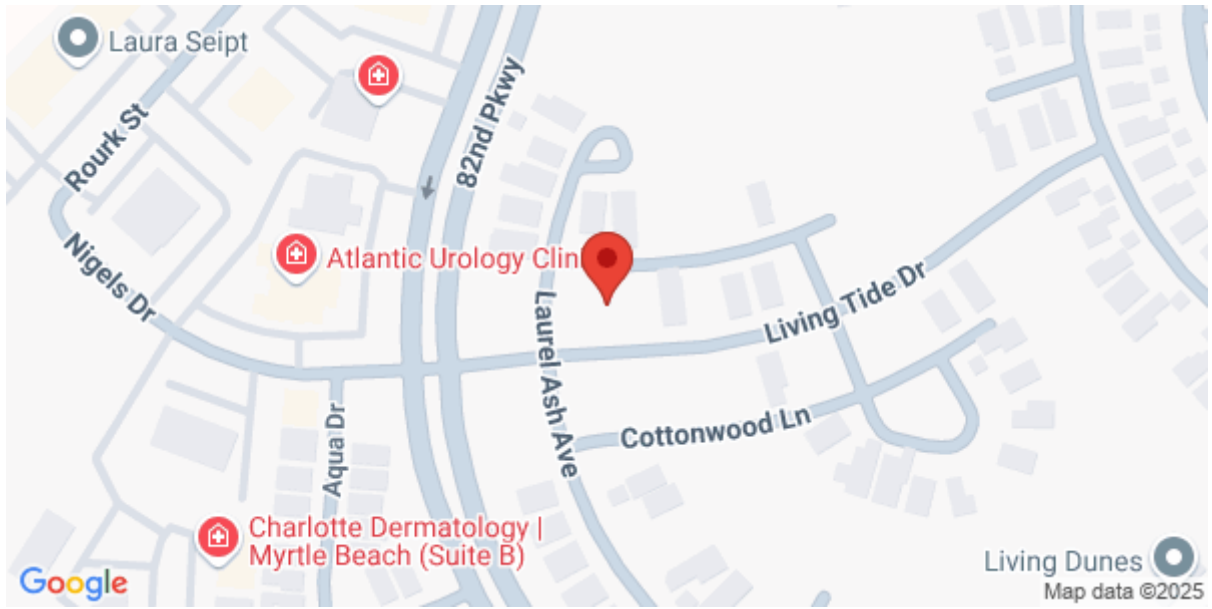 Laura Seipt
82nd Pkwy
Rourk St
Atlantic Urology Clin
Nigels Dr
Laurel Ash Ave
Living Tide Dr
Cottonwood Ln
Aqua Dr
Charlotte Dermatology |
Myrtle Beach (Suite B)
Living Dunes
Google
Map data ©2025